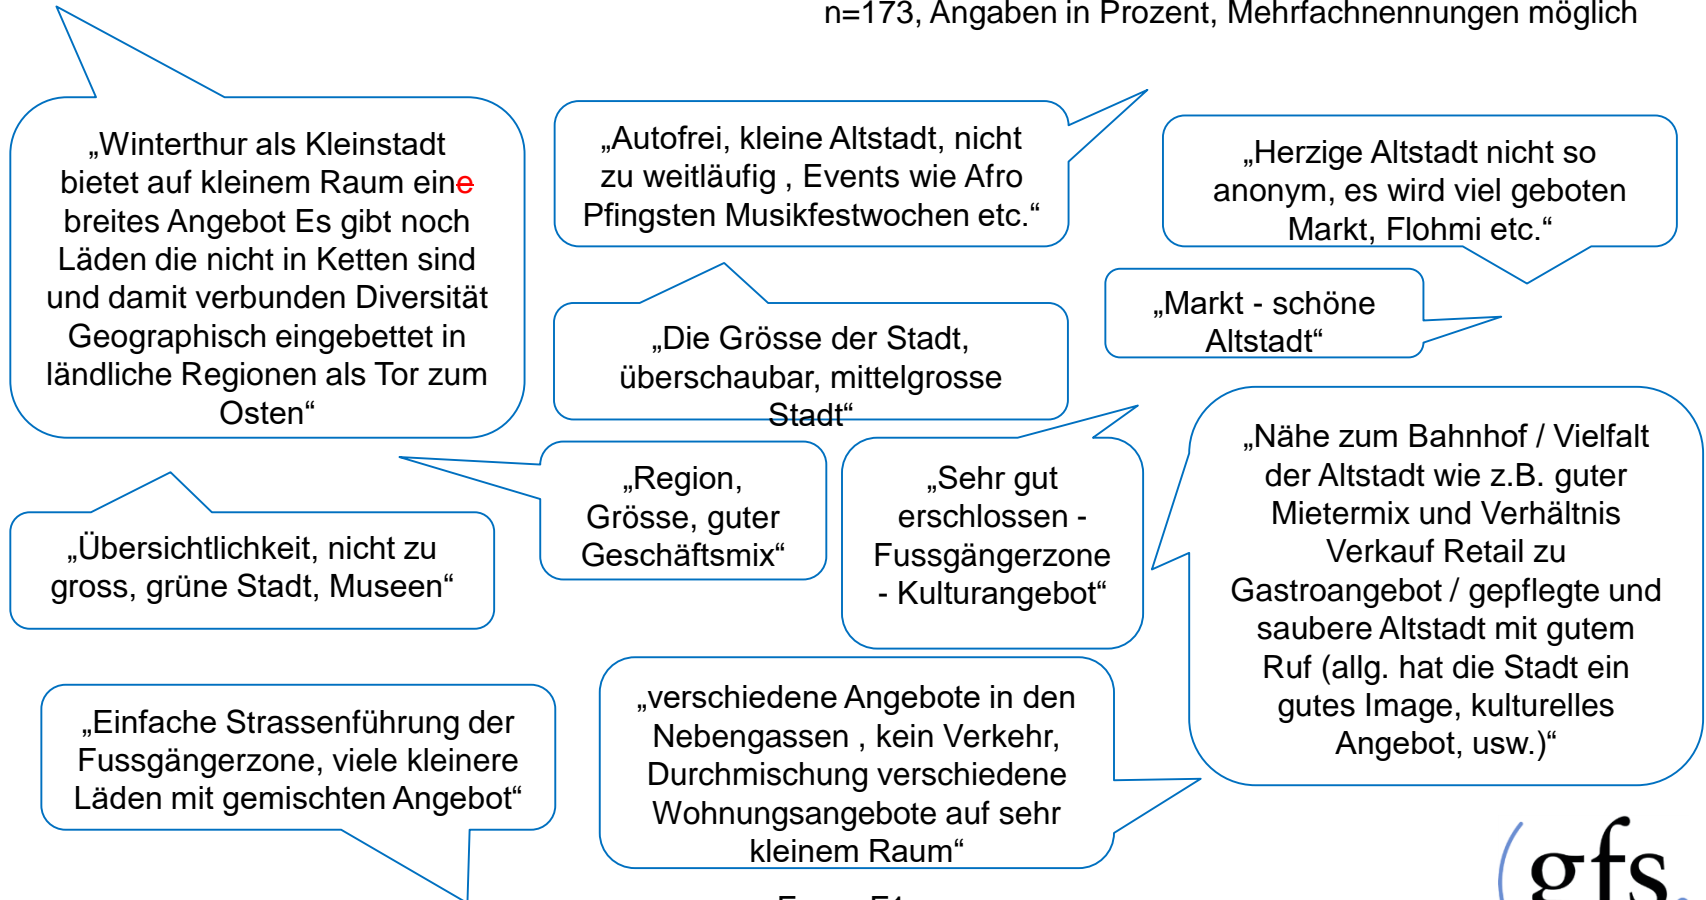 n=173, Angaben in Prozent, Mehrfachnennungen möglich
„Winterthur als Kleinstadt
bietet auf kleinem Raum eine
breites Angebot Es gibt noch
Läden die nicht in Ketten sind
und damit verbunden Diversität
Geographisch eingebettet in
ländliche Regionen als Tor zum
Osten“
„Autofrei, kleine Altstadt, nicht
zu weitläufig , Events wie Afro
Pfingsten Musikfestwochen etc.“
„Herzige Altstadt nicht so
anonym, es wird viel geboten
Markt, Flohmi etc.“
„Markt - schöne
Altstadt“
„Die Grösse der Stadt,
überschaubar, mittelgrosse
Stadt“
„Region,
Grösse, guter
Geschäftsmix“
„Sehr gut
erschlossen -
Fussgängerzone
- Kulturangebot“
„Nähe zum Bahnhof / Vielfalt
der Altstadt wie z.B. guter
Mietermix und Verhältnis
Verkauf Retail zu
Gastroangebot / gepflegte und
saubere Altstadt mit gutem
Ruf (allg. hat die Stadt ein
gutes Image, kulturelles
Angebot, usw.)“
„Übersichtlichkeit, nicht zu
gross, grüne Stadt, Museen“
„Einfache Strassenführung der
Fussgängerzone, viele kleinere
Läden mit gemischten Angebot“
„verschiedene Angebote in den
Nebengassen , kein Verkehr,
Durchmischung verschiedene
Wohnungsangebote auf sehr
kleinem Raum“
gfs